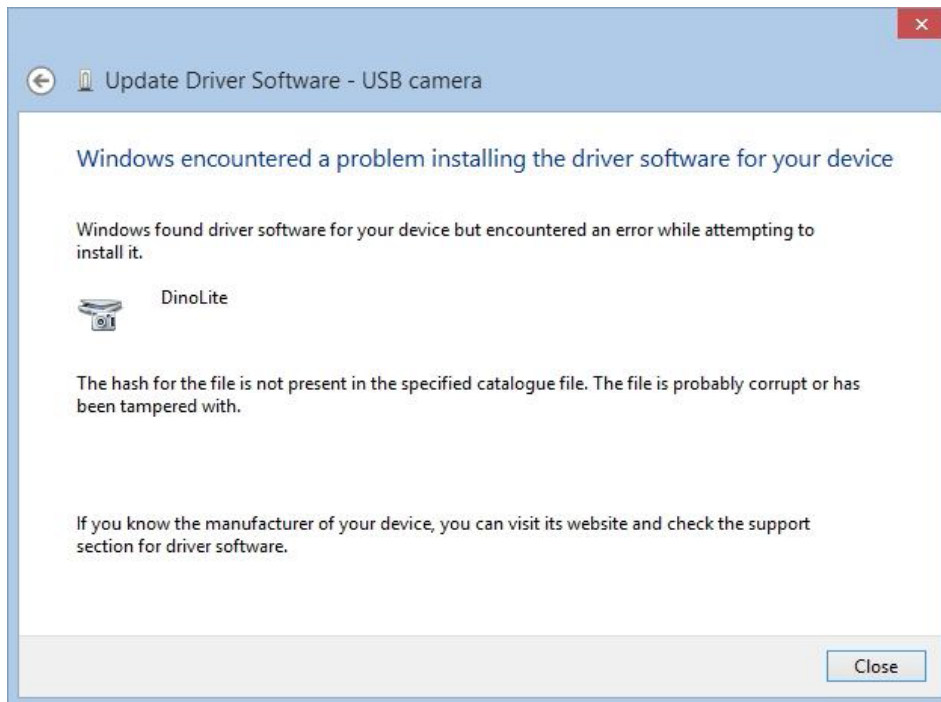 Update Driver Software - USB camera
Windows encountered a problem installing the driver software for your device
Windows found driver software for your device but encountered an error while attempting to
install it.
DinoLite
The hash for the file is not present in the specified catalogue file. The file is probably corrupt or has
been tampered with.
If you know the manufacturer of your device, you can visit its website and check the support
section for driver software.
Close